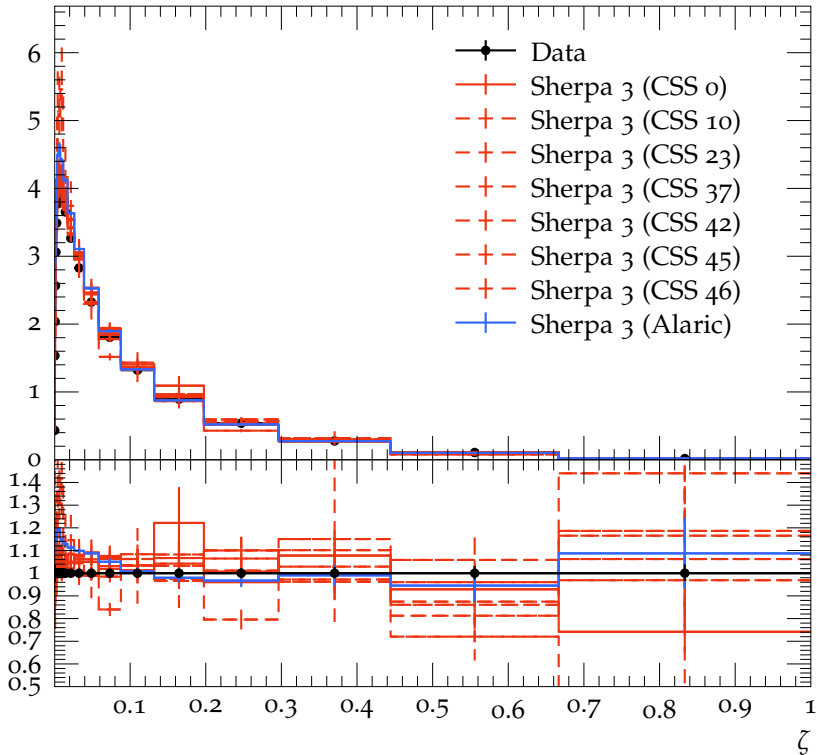 6
5
4
3
2
1
0
Data
Sherpa 3 (CSS 0)
Sherpa 3 (CSS 10)
Sherpa 3 (CSS 23)
Sherpa 3 (CSS 37)
Sherpa 3 (CSS 42)
Sherpa 3 (CSS 45)
Sherpa 3 (CSS 46)
Sherpa 3 (Alaric)
1.4
1.3
1.2
1.1
1
0.9
0.8
0.7
0.6
0.5
0.1 0.2 0.3 0.4 0.5 0.6 0.7 0.8 0.9 1
ζ